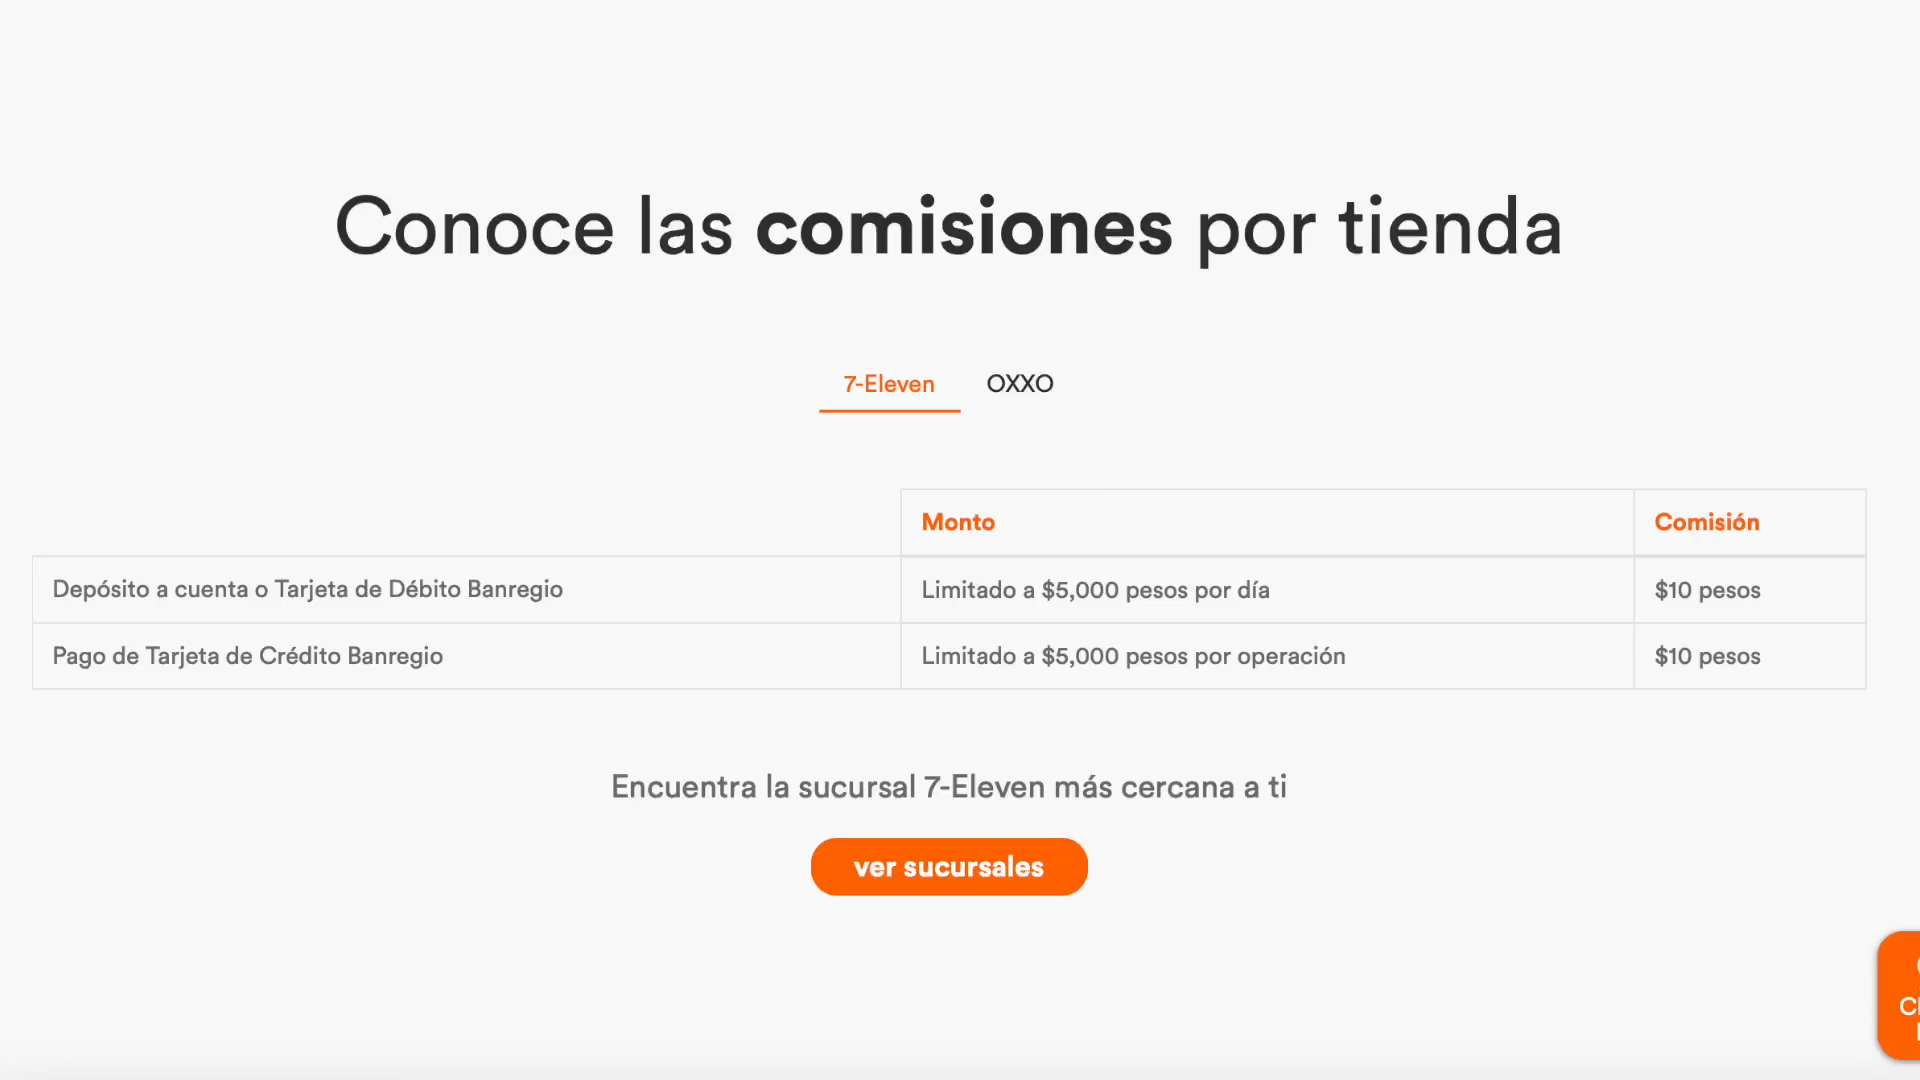 Conoce las comisiones por tienda
7-Eleven OXXO
Monto Comisión
Depósito a cuenta o Tarjeta de Débito Banregio Limitado a $5,000 pesos por día $10 pesos
Pago de Tarjeta de Crédito Banregio Limitado a $5,000 pesos por operación $10 pesos
Encuentra la sucursal 7-Eleven más cercana a ti
ver sucursales